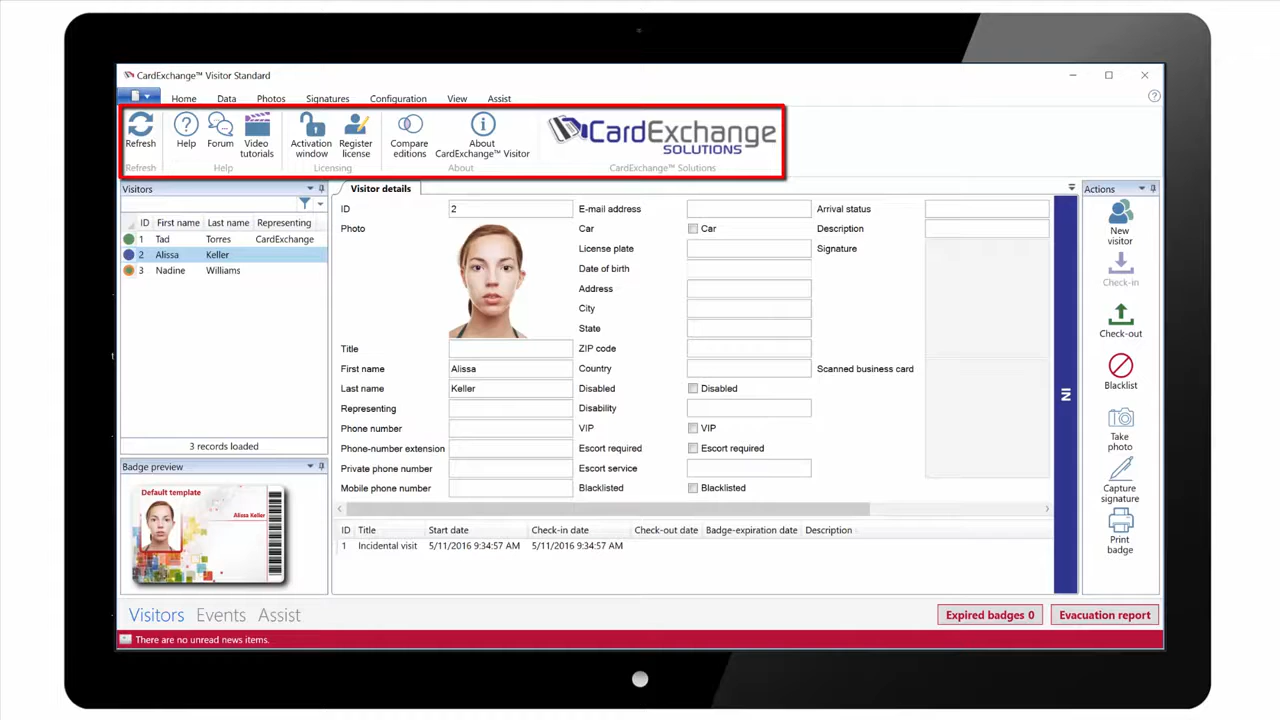 CardExchange™ Visitor Standard
Home Data Photos Signatures Configuration View Assist
Refresh
Help
Forum
Video
tutorials
Activation
window
Register
license
Compare
editions
About
CardExchange™ Visitor
CardExchange
SOLUTIONS
Refresh
Help
Licensing
About
CardExchange™ Solutions
Visitors
ID First name Last name Representing
1 Tad Torres CardExchange
2 Alissa Keller
3 Nadine Williams
3 records loaded
Badge preview
Default template
Alissa Keller
Visitor details
ID 2
Photo
Title
First name Alissa
Last name Keller
Representing
Phone number
Phone-number extension
Private phone number
Mobile phone number
E-mail address
Car Car
License plate
Date of birth
Address
City
State
ZIP code
Country
Disabled Disabled
Disability
VIP VIP
Escort required Escort required
Escort service
Blacklisted Blacklisted
Arrival status
Description
Signature
Scanned business card
IN
ID Title Start date Check-in date Check-out date Badge-expiration date Description
1 Incidental visit 5/11/2016 9:34:57 AM 5/11/2016 9:34:57 AM
Actions
New
visitor
Check-in
Check-out
Blacklist
Take
photo
Capture
signature
Print
badge
Visitors Events Assist
Expired badges 0
Evacuation report
There are no unread news items.